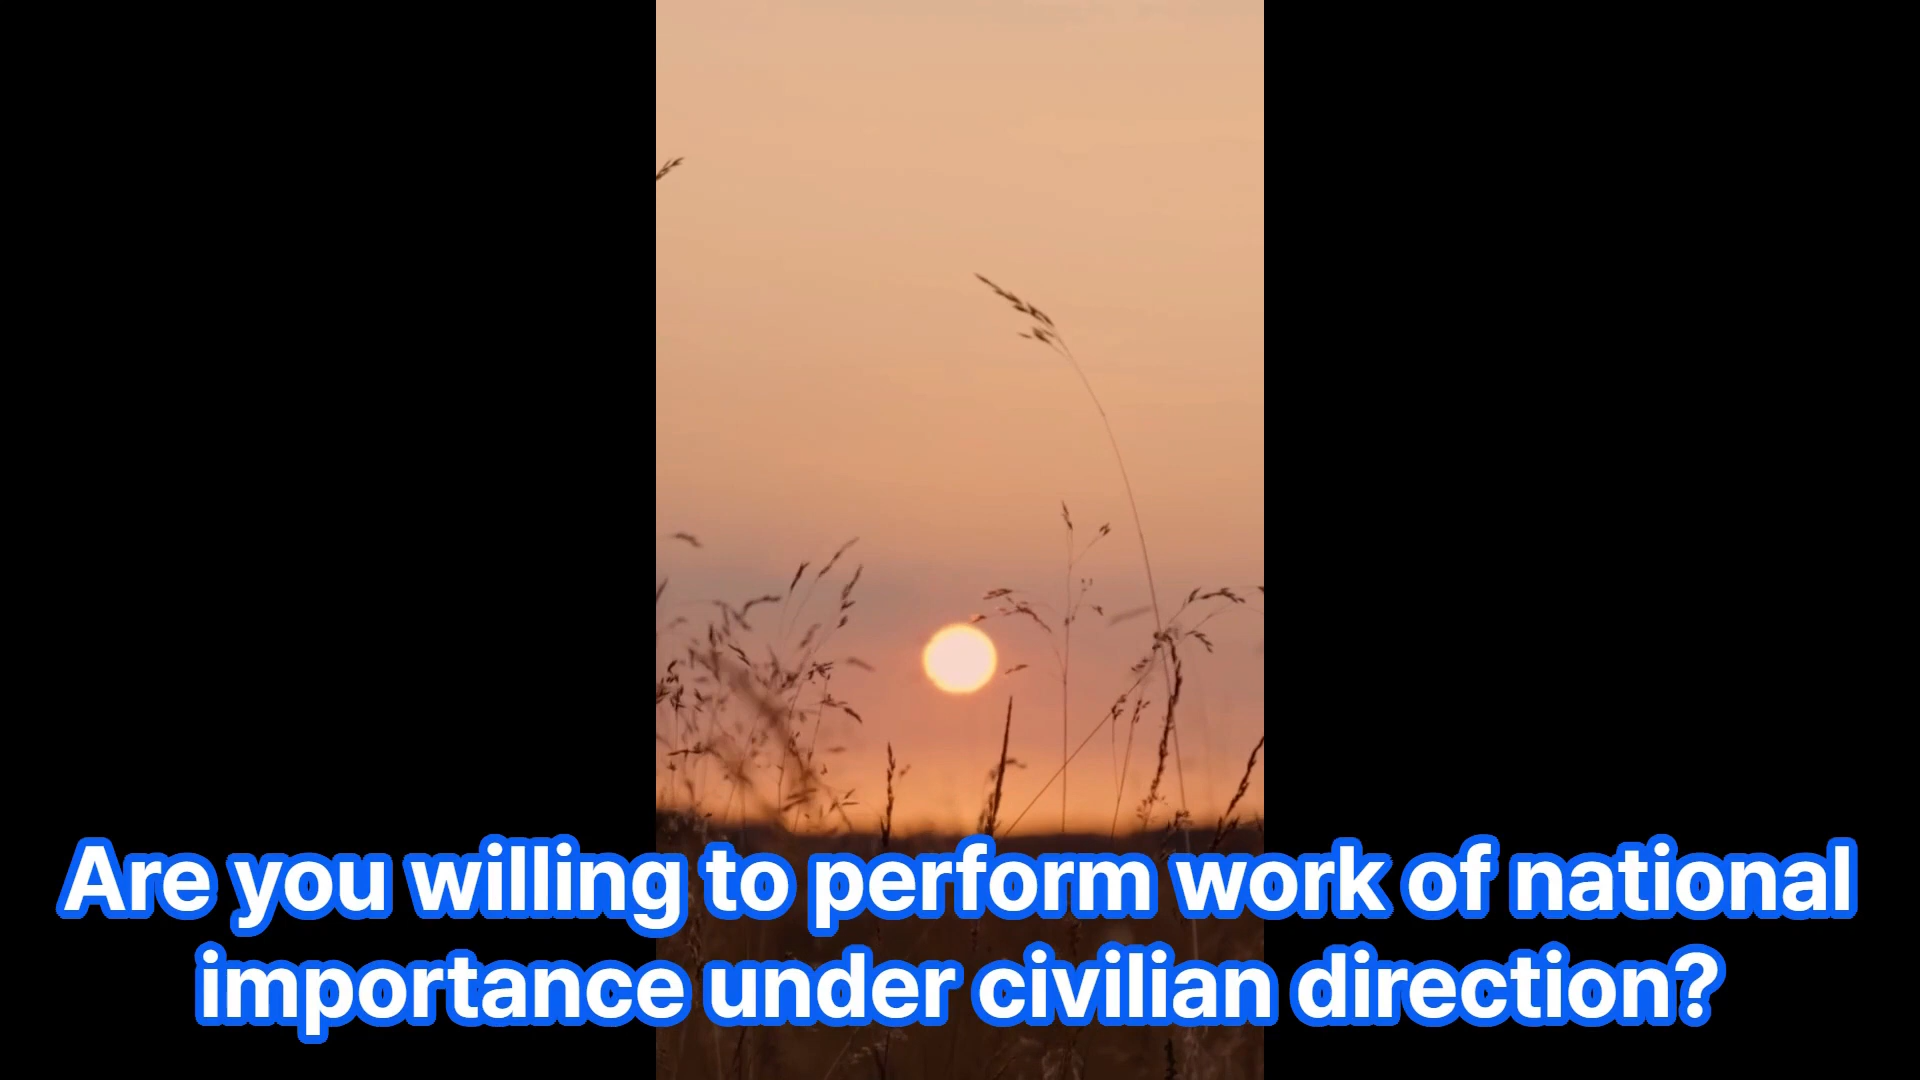 Are you willing to perform work of national
importance under civilian direction?